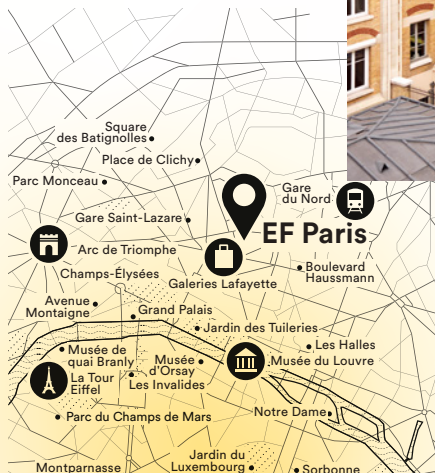 Square
des Batignolles
Place de Clichy
Parc Monceau
Gare
du Nord
Gare Saint-Lazare
EF Paris
Arc de Triomphe
Boulevard
Haussmann
Champs-Élysées
Galeries Lafayette
Avenue
Montaigne
Grand Palais
Jardin des Tuileries
Les Halles
Musée de
quai Branly
Musée
d'Orsay
Musée du Louvre
La Tour
Eiffel
Les Invalides
Parc du Champs de Mars
Notre Dame
Jardin du
Luxembourg
Montparnasse
Sorbonne